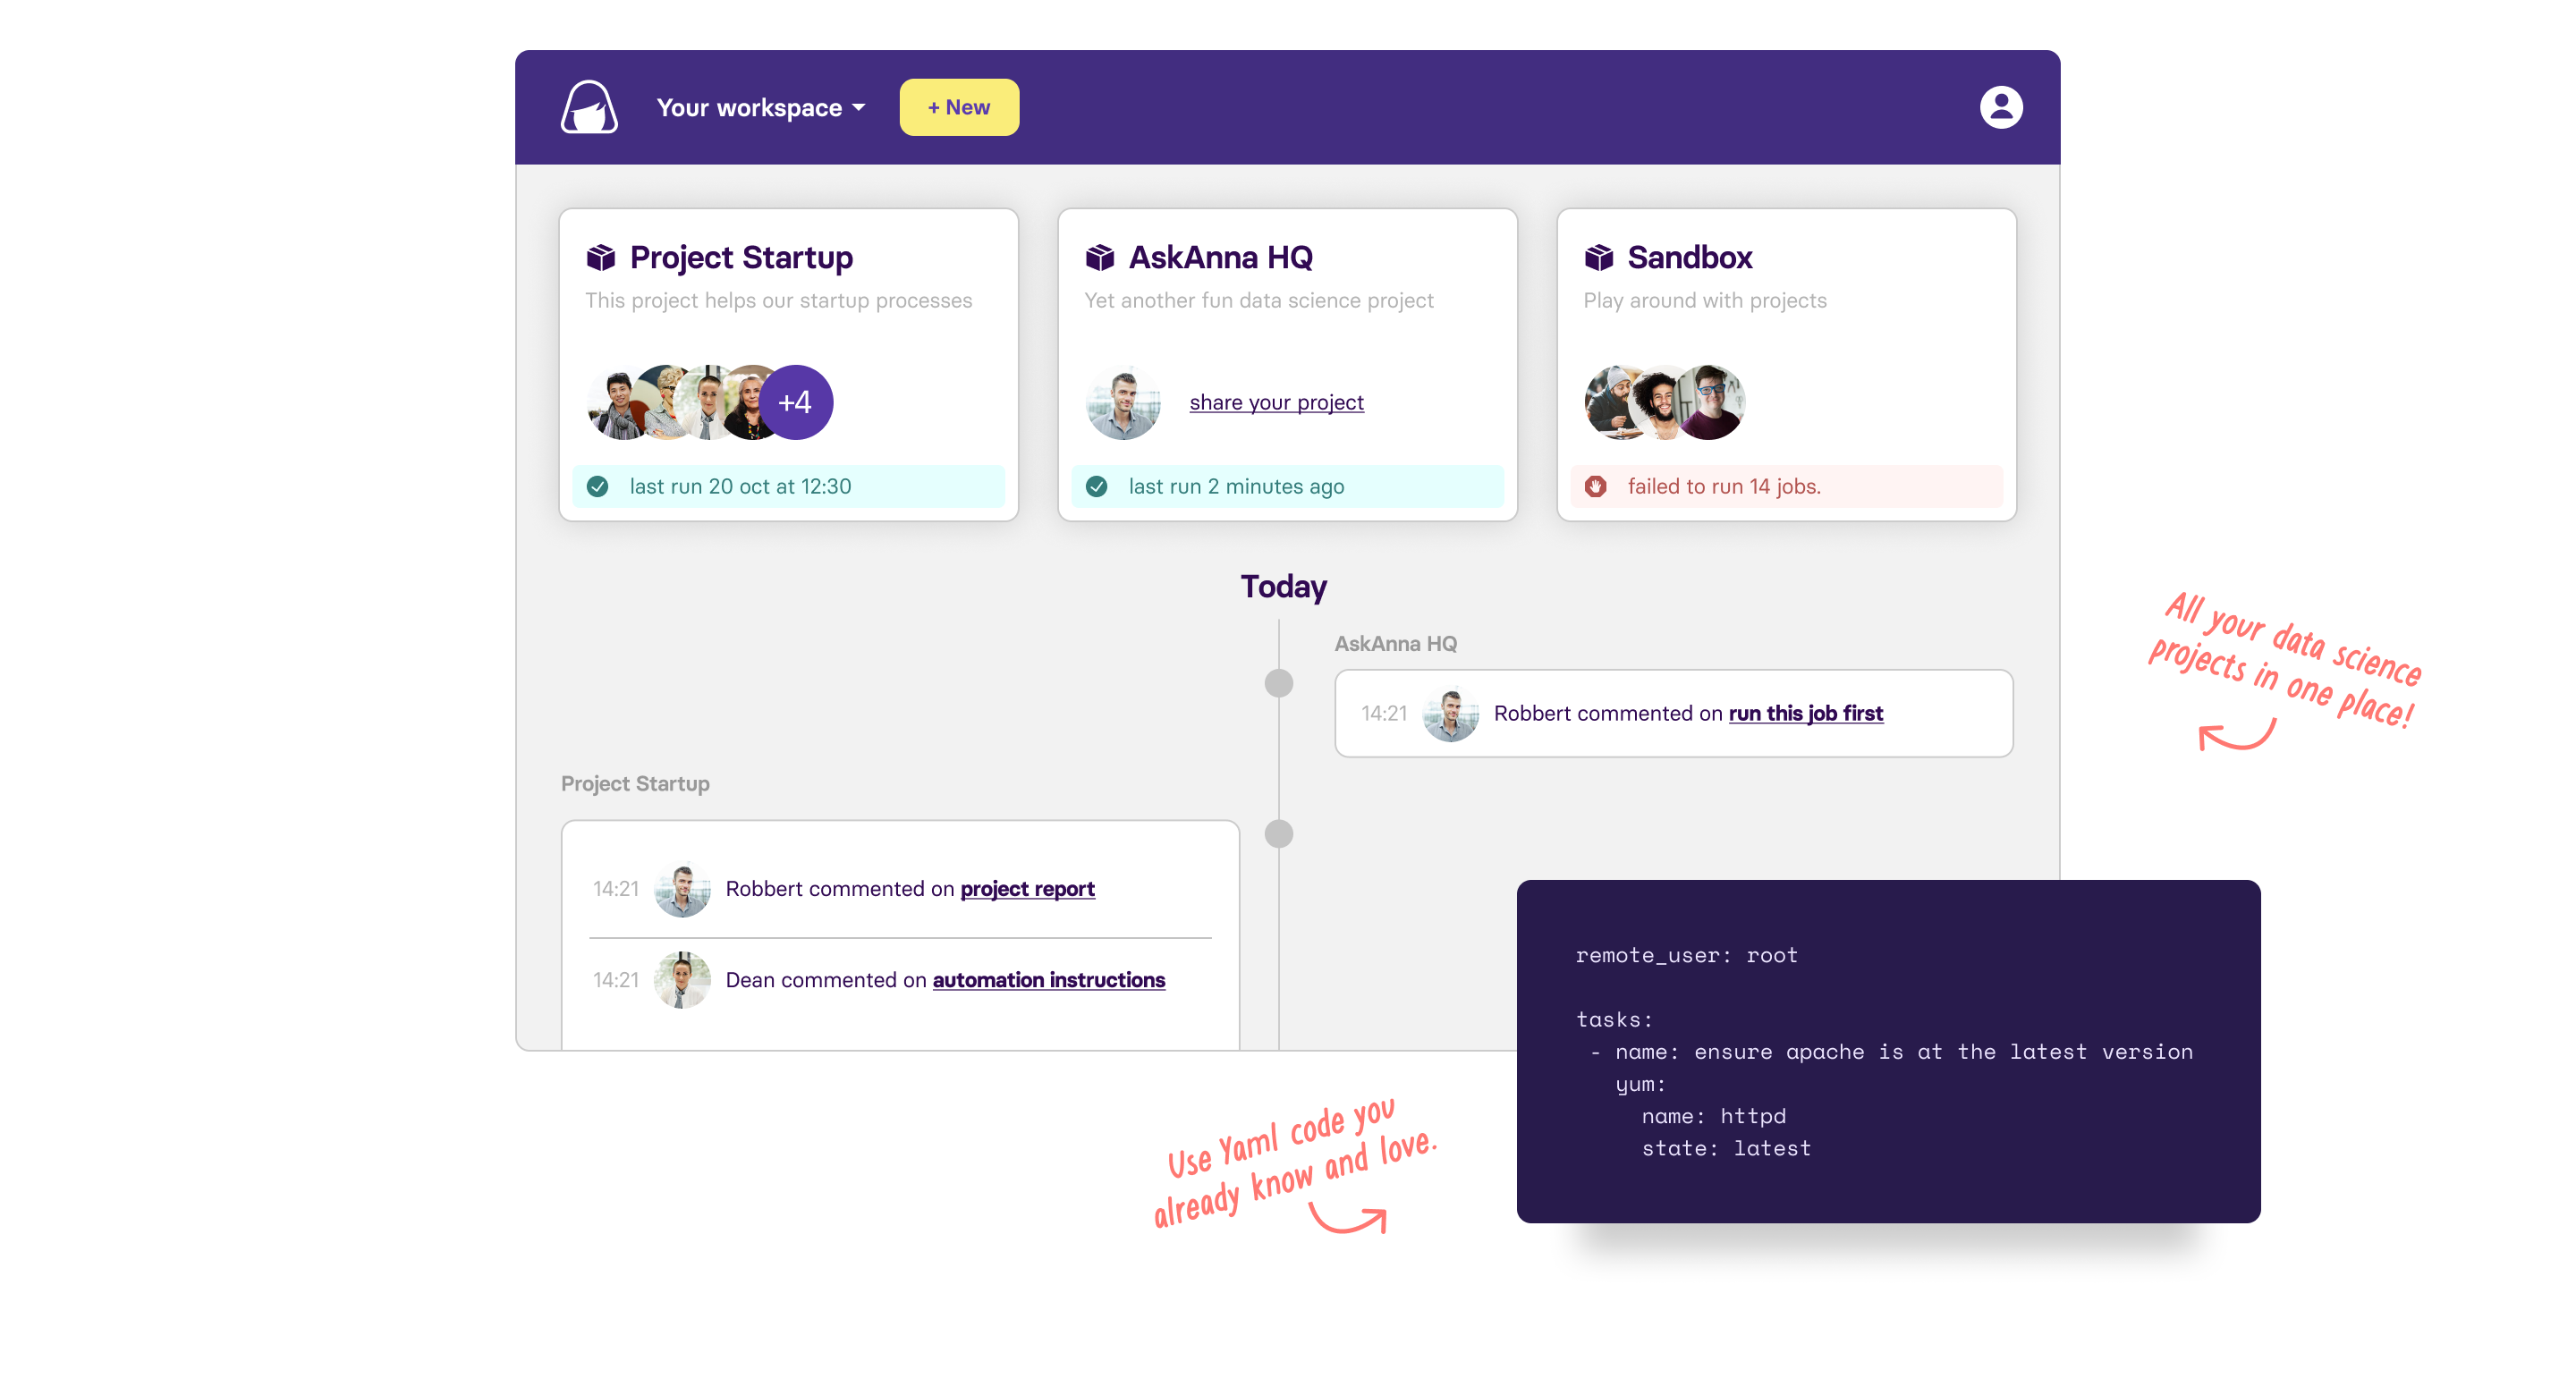 Your workspace
+ New
Project Startup
This project helps our startup processes
+4
last run 20 oct at 12:30
AskAnna HQ
Yet another fun data science project
share your project
last run 2 minutes ago
Sandbox
Play around with projects
failed to run 14 jobs.
Today
AskAnna HQ
14:21 Robbert commented on run this job first
Project Startup
14:21 Robbert commented on project report
14:21 Dean commented on automation instructions
All your data science
projects in one place!
remote_user: root
tasks:
- name: ensure apache is at the latest version
yum:
name: httpd
state: latest
Use Yaml code you
already know and love.